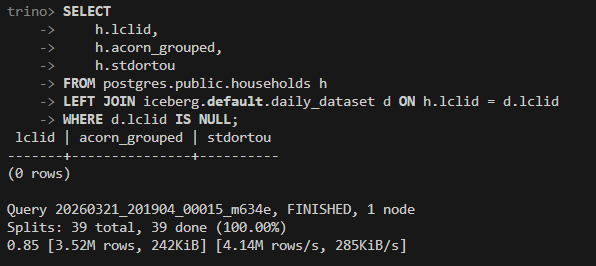 trino> SELECT
    ->     h.lclid,
    ->     h.acorn_grouped,
    ->     h.stdortou
    -> FROM postgres.public.households h
    -> LEFT JOIN iceberg.default.daily_dataset d ON h.lclid = d.lclid
    -> WHERE d.lclid IS NULL;
 lclid | acorn_grouped | stdortou
-------+---------------+----------
(0 rows)

Query 20260321_201904_00015_m634e, FINISHED, 1 node
Splits: 39 total, 39 done (100.00%)
0.85 [3.52M rows, 242KiB] [4.14M rows/s, 285KiB/s]